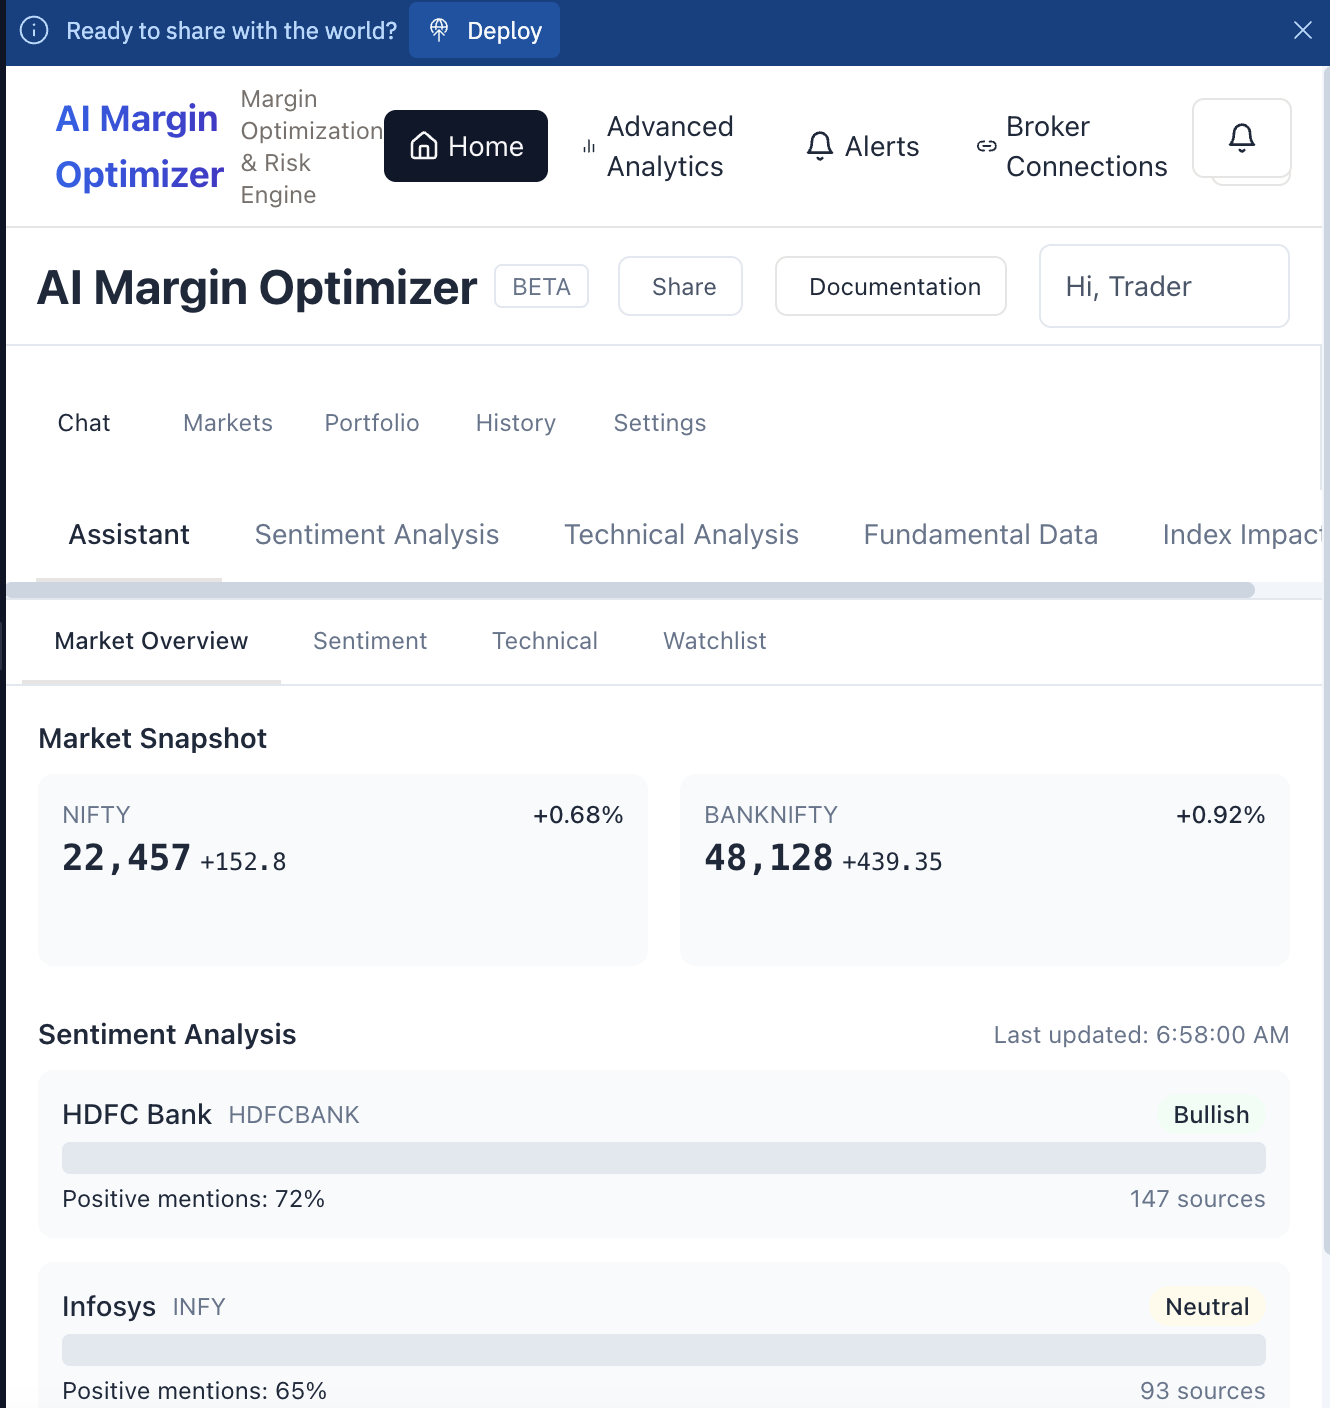 Ready to share with the world? Deploy
AI Margin
Optimizer
Margin
Optimization
& Risk
Engine
Home
Advanced
Analytics
Alerts
Broker
Connections
AI Margin Optimizer BETA Share Documentation Hi, Trader
Chat Markets Portfolio History Settings
Assistant Sentiment Analysis Technical Analysis Fundamental Data Index Impact
Market Overview Sentiment Technical Watchlist
Market Snapshot
NIFTY +0.68%
22,457 +152.8
BANKNIFTY +0.92%
48,128 +439.35
Sentiment Analysis Last updated: 6:58:00 AM
HDFC Bank HDFCBANK Bullish
Positive mentions: 72% 147 sources
Infosys INFY Neutral
Positive mentions: 65% 93 sources